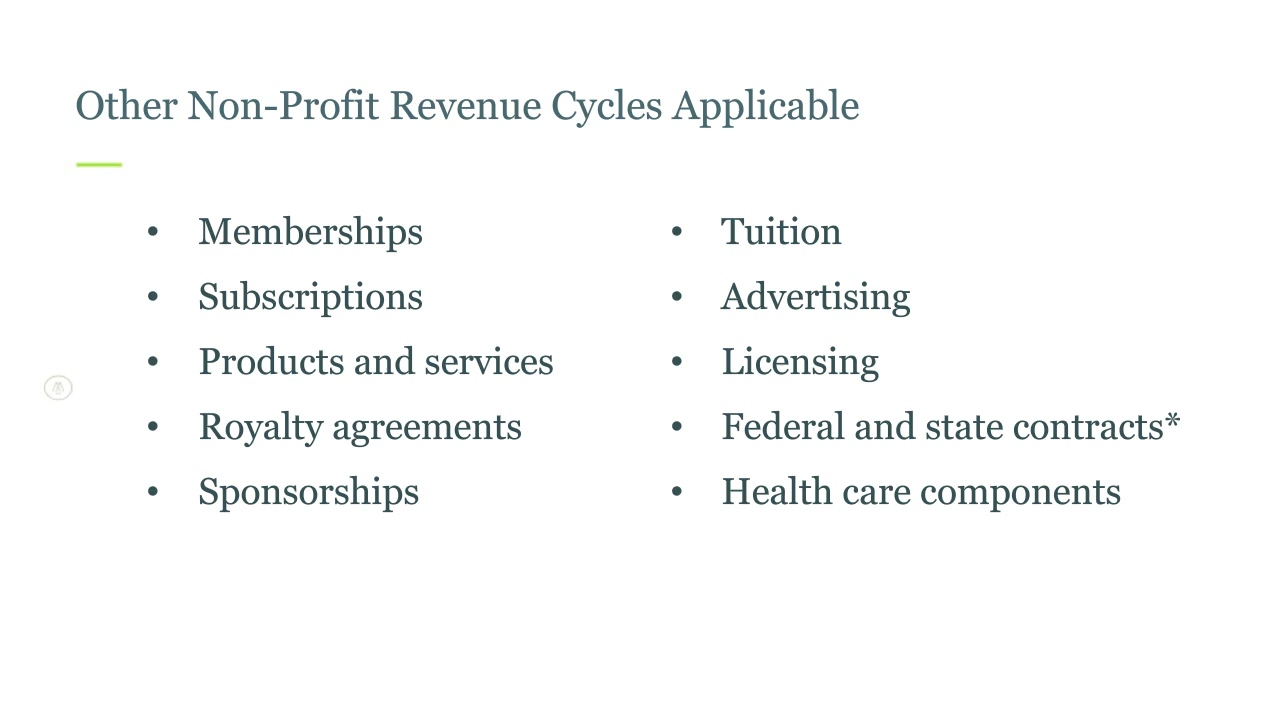 Other Non-Profit Revenue Cycles Applicable
• Memberships
• Subscriptions
• Products and services
• Royalty agreements
• Sponsorships
• Tuition
• Advertising
• Licensing
• Federal and state contracts*
• Health care components